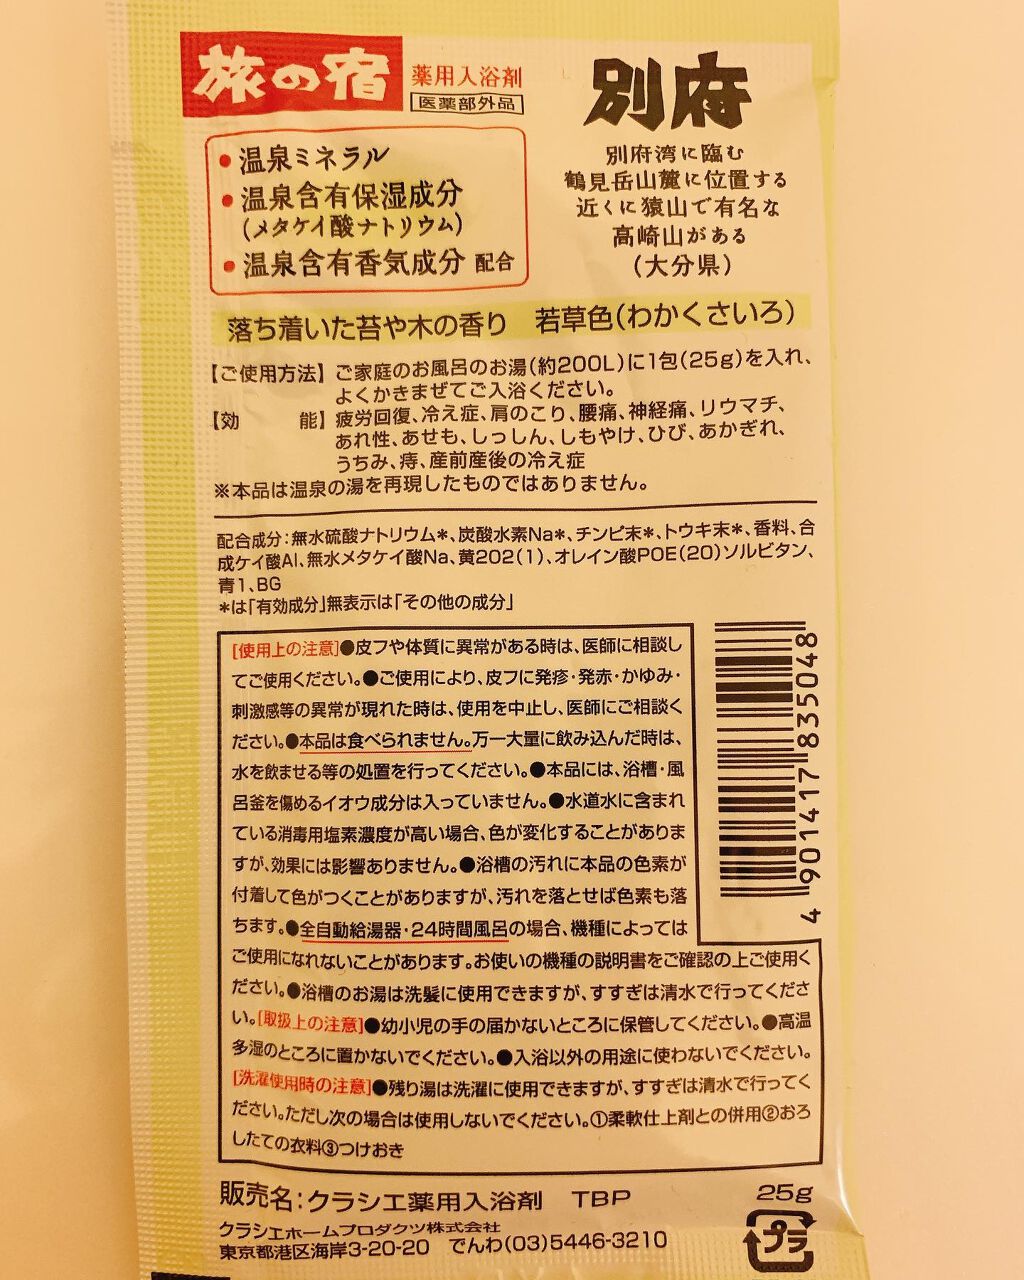 旅の宿
薬用入浴剤
医薬部外品
別府
別府湾に臨む
鶴見岳山麓に位置する
近くに猿山で有名な
高崎山がある
(大分県)
●温泉ミネラル
●温泉含有保湿成分
(メタケイ酸ナトリウム)
●温泉含有香気成分 配合
落ち着いた苔や木の香り 若草色(わかくさいろ)
【ご使用方法】ご家庭のお風呂のお湯(約200L)に1包(25g)を入れ、
よくかきまぜてご入浴ください。
【効 能】疲労回復、冷え症、肩のこり、腰痛、神経痛、リウマチ、
あれ性、あせも、しっしん、しもやけ、ひび、あかぎれ、
うちみ、痔、産前産後の冷え症
※本品は温泉の湯を再現したものではありません。
配合成分:無水硫酸ナトリウム*、炭酸水素Na*、チンピ末*、トウキ末*、香料、合
成ケイ酸Al、無水メタケイ酸Na、黄202(1)、オレイン酸POE(20)ソルビタン、
青1、BG
*は「有効成分」無表示は「その他の成分」
[使用上の注意]●皮フや体質に異常がある時は、医師に相談し
てご使用ください。●ご使用により、皮フに発疹・発赤・かゆみ・
刺激感等の異常が現れた時は、使用を中止し、医師にご相談く
ださい。●本品は食べられません。万一大量に飲み込んだ時は、
水を飲ませる等の処置を行ってください。●本品には、浴槽・風
呂釜を傷めるイオウ成分は入っていません。●水道水に含まれ
ている消毒用塩素濃度が高い場合、色が変化することがありま
すが、効果には影響ありません。●浴槽の汚れに本品の色素が
付着して色がつくことがありますが、汚れを落とせば色素も落
ちます。●全自動給湯器・24時間風呂の場合、機種によっては
ご使用になれないことがあります。お使いの機種の説明書をご確認の上ご使用く
ださい。●浴槽のお湯は洗髪に使用できますが、すすぎは清水で行ってくださ
い。[取扱上の注意]●幼小児の手の届かないところに保管してください。●高温
多湿のところに置かないでください。●入浴以外の用途に使わないでください。
[洗濯使用時の注意]●残り湯は洗濯に使用できますが、すすぎは清水で行ってく
ださい。ただし次の場合は使用しないでください。①柔軟仕上剤との併用②おろ
したての衣料③つけおき
4 901417 835048
販売名:クラシエ薬用入浴剤 TBP
25g
クラシエホームプロダクツ株式会社
東京都港区海岸3-20-20 でんわ(03)5446-3210
プラ